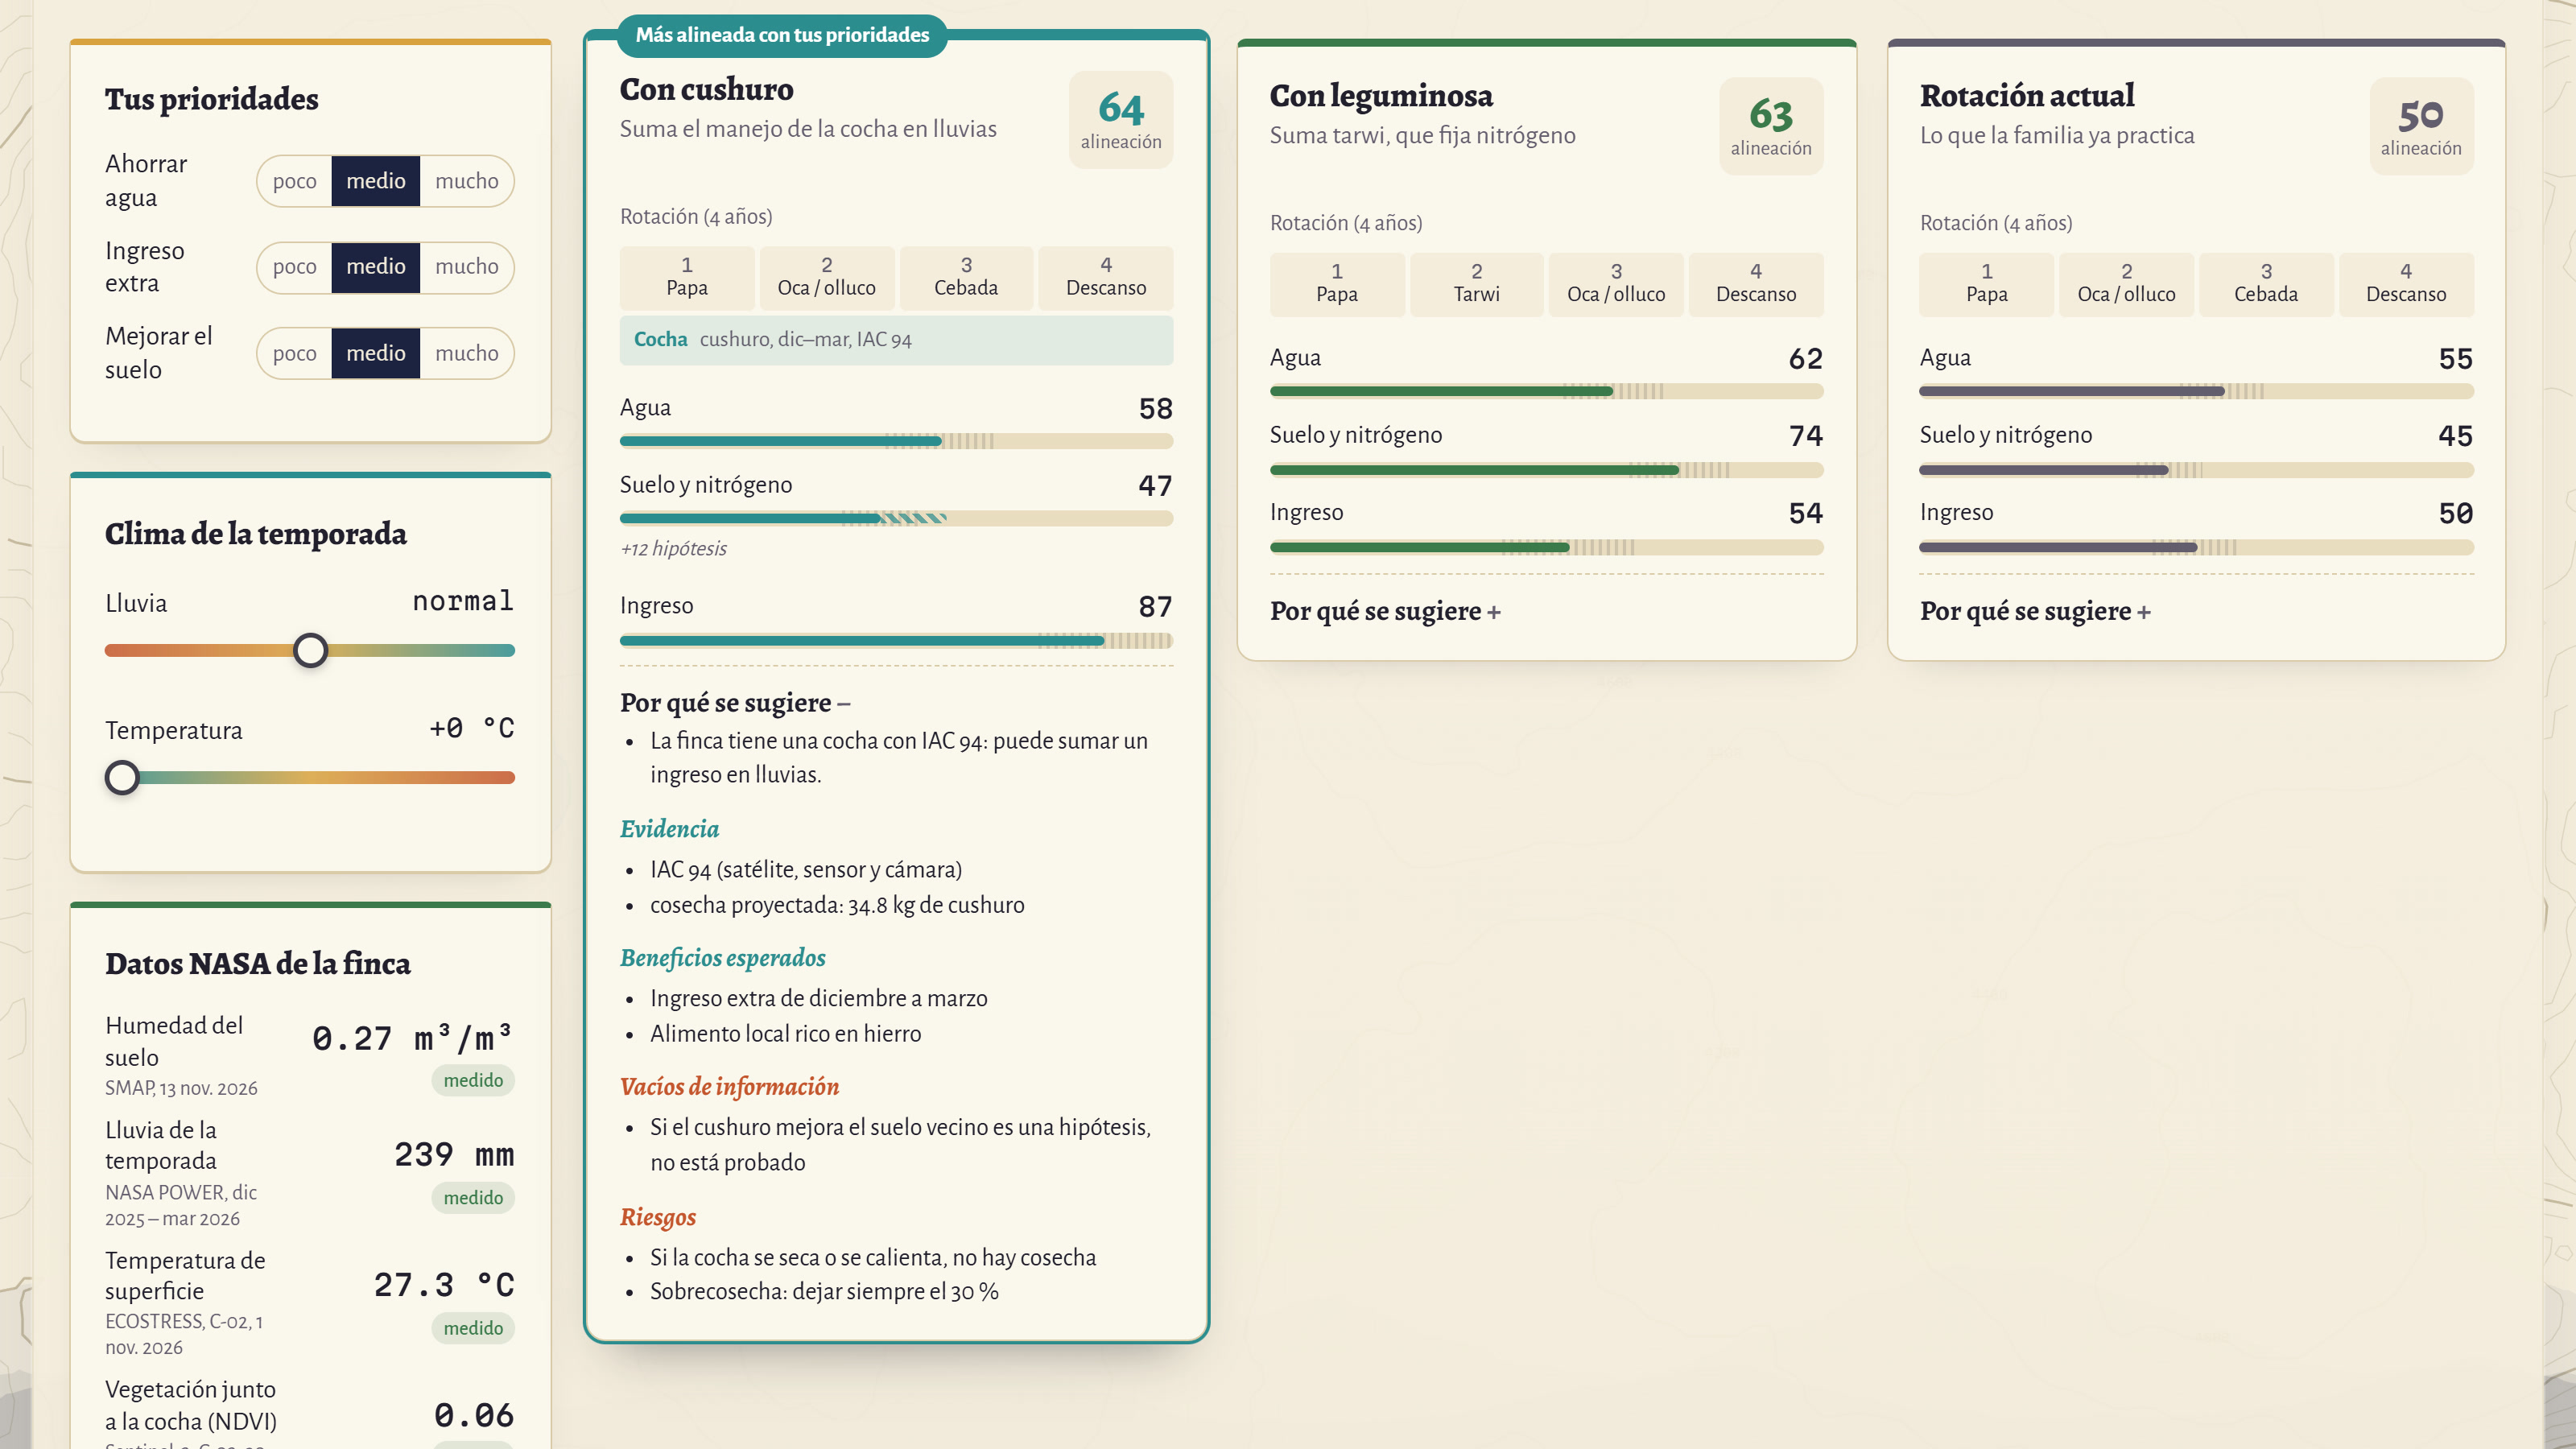 Tus prioridades
Ahorrar
agua
poco medio mucho
Ingreso
extra
poco medio mucho
Mejorar el
suelo
poco medio mucho
Clima de la temporada
Lluvia normal
Temperatura +0 °C
Datos NASA de la finca
Humedad del
suelo
0.27 m³/m³
SMAP, 13 nov. 2026
medido
Lluvia de la
temporada
239 mm
NASA POWER, dic
2025 – mar 2026
medido
Temperatura de
superficie
27.3 °C
ECOSTRESS, C-02, 1
nov. 2026
medido
Vegetación junto
a la cocha (NDVI)
0.06
Más alineada con tus prioridades
Con cushuro
Suma el manejo de la cocha en lluvias
64
alineación
Rotación (4 años)
1 2 3 4
Papa Oca / olluco Cebada Descanso
Cocha cushuro, dic–mar, IAC 94
Agua 58
Suelo y nitrógeno 47
+12 hipótesis
Ingreso 87
Por qué se sugiere –
• La finca tiene una cocha con IAC 94: puede sumar un
ingreso en lluvias.
Evidencia
• IAC 94 (satélite, sensor y cámara)
• cosecha proyectada: 34.8 kg de cushuro
Beneficios esperados
• Ingreso extra de diciembre a marzo
• Alimento local rico en hierro
Vacíos de información
• Si el cushuro mejora el suelo vecino es una hipótesis,
no está probado
Riesgos
• Si la cocha se seca o se calienta, no hay cosecha
• Sobrecosecha: dejar siempre el 30 %
Con leguminosa
Suma tarwi, que fija nitrógeno
63
alineación
Rotación (4 años)
1 2 3 4
Papa Tarwi Oca / olluco Descanso
Agua 62
Suelo y nitrógeno 74
Ingreso 54
Por qué se sugiere +
Rotación actual
Lo que la familia ya practica
50
alineación
Rotación (4 años)
1 2 3 4
Papa Oca / olluco Cebada Descanso
Agua 55
Suelo y nitrógeno 45
Ingreso 50
Por qué se sugiere +